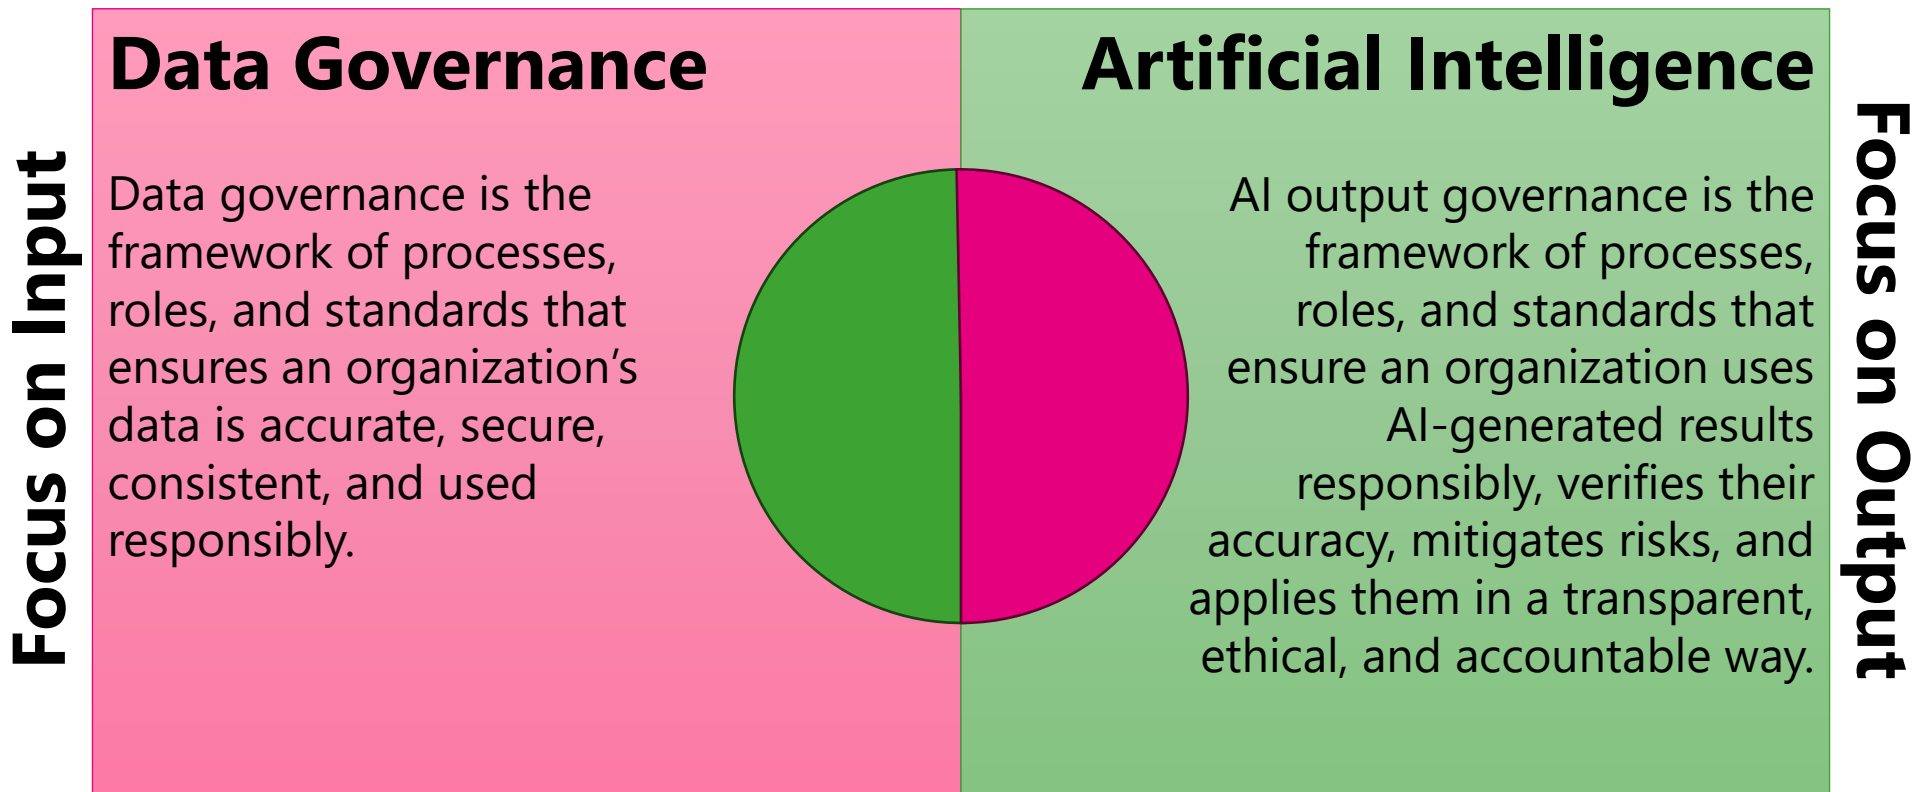 Focus on Input
Data Governance
Data governance is the
framework of processes,
roles, and standards that
ensures an organization’s
data is accurate, secure,
consistent, and used
responsibly.
Artificial Intelligence
AI output governance is the
framework of processes,
roles, and standards that
ensure an organization uses
AI-generated results
responsibly, verifies their
accuracy, mitigates risks, and
applies them in a transparent,
ethical, and accountable way.
Focus on Output